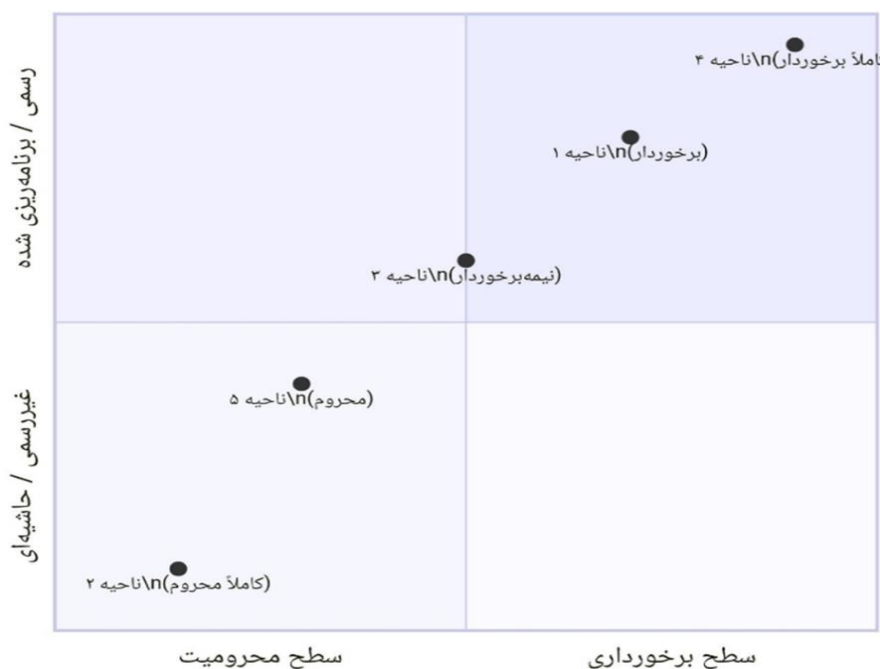 رسمی / برنامه‌ریزی شده
غیررسمی / حاشیه‌ای
ناحیه ۴\n(کاملاً برخوردار)
ناحیه ۱\n(برخوردار)
ناحیه ۳\n(نیمه‌برخوردار)
ناحیه ۵\n(محروم)
ناحیه ۲\n(کاملاً محروم)
سطح محرومیت
سطح برخورداری